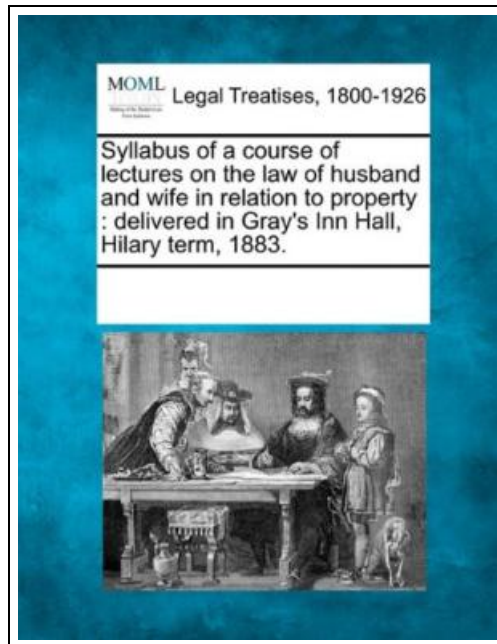 MOML
Legal Treatises, 1800-1926
Syllabus of a course of
lectures on the law of husband
and wife in relation to property
: delivered in Gray's Inn Hall,
Hilary term, 1883.